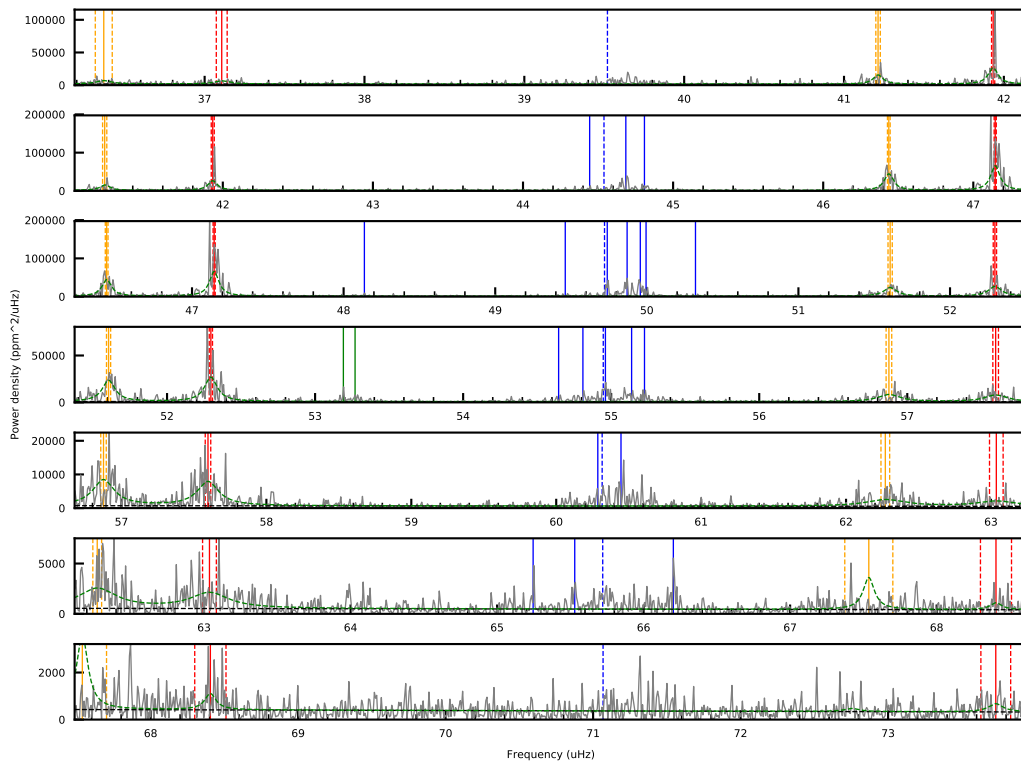 100000
50000
0
37 38 39 40 41 42
200000
100000
0
42 43 44 45 46 47
200000
100000
0
47 48 49 50 51 52
50000
0
52 53 54 55 56 57
20000
10000
0
57 58 59 60 61 62 63
5000
0
63 64 65 66 67 68
2000
0
68 69 70 71 72 73
Power density (ppm^2/uHz)
Frequency (uHz)